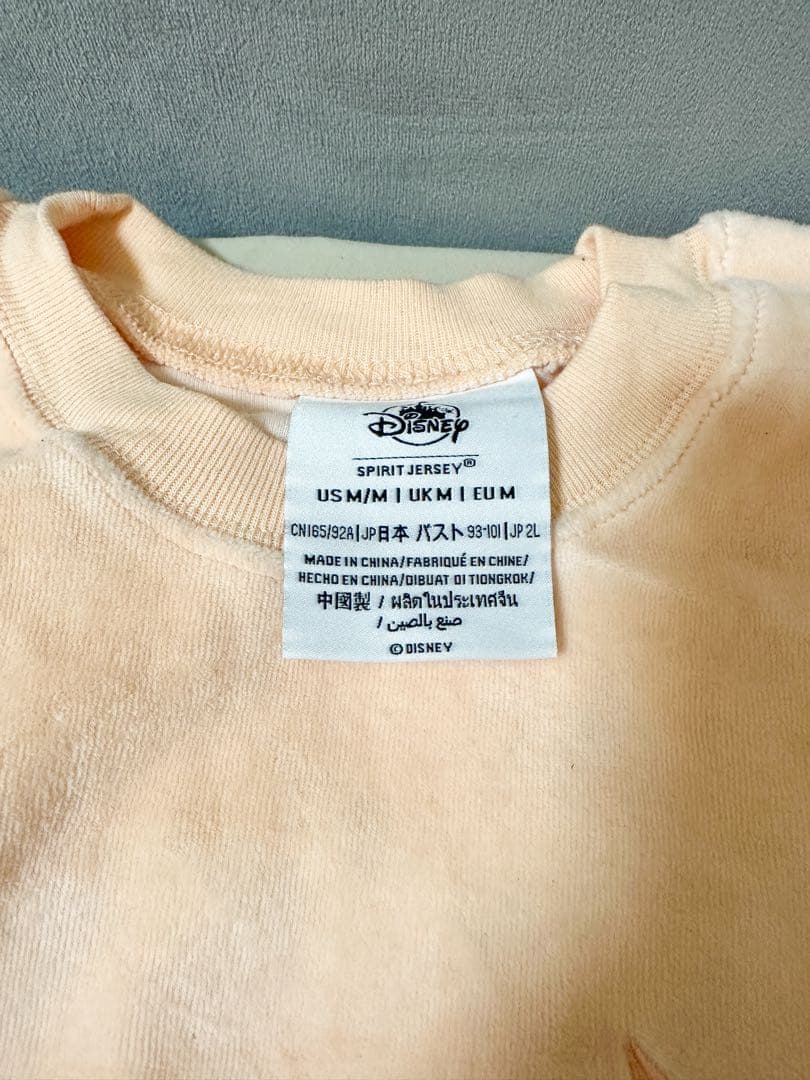 Disney
SPIRIT JERSEY®
US M/M | UK M | EU M
CN165/92A | JP日本 バスト 93-101 | JP 2L
MADE IN CHINA/FABRIQUÉ EN CHINE/
HECHO EN CHINA/DIBUAT DI TIONGKOK/
中國製 / ผลิตในประเทศจีน
/ صنع بالصين
© DISNEY